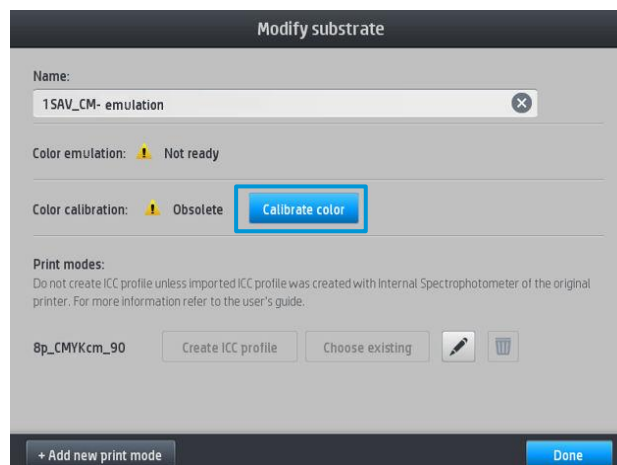 Modify substrate
Name:
1SAV_CM- emulation
Color emulation: Not ready
Color calibration: Obsolete Calibrate color
Print modes:
Do not create ICC profile unless imported ICC profile was created with Internal Spectrophotometer of the original
printer. For more information refer to the user's guide.
8p_CMYKcm_90 Create ICC profile Choose existing
+ Add new print mode Done